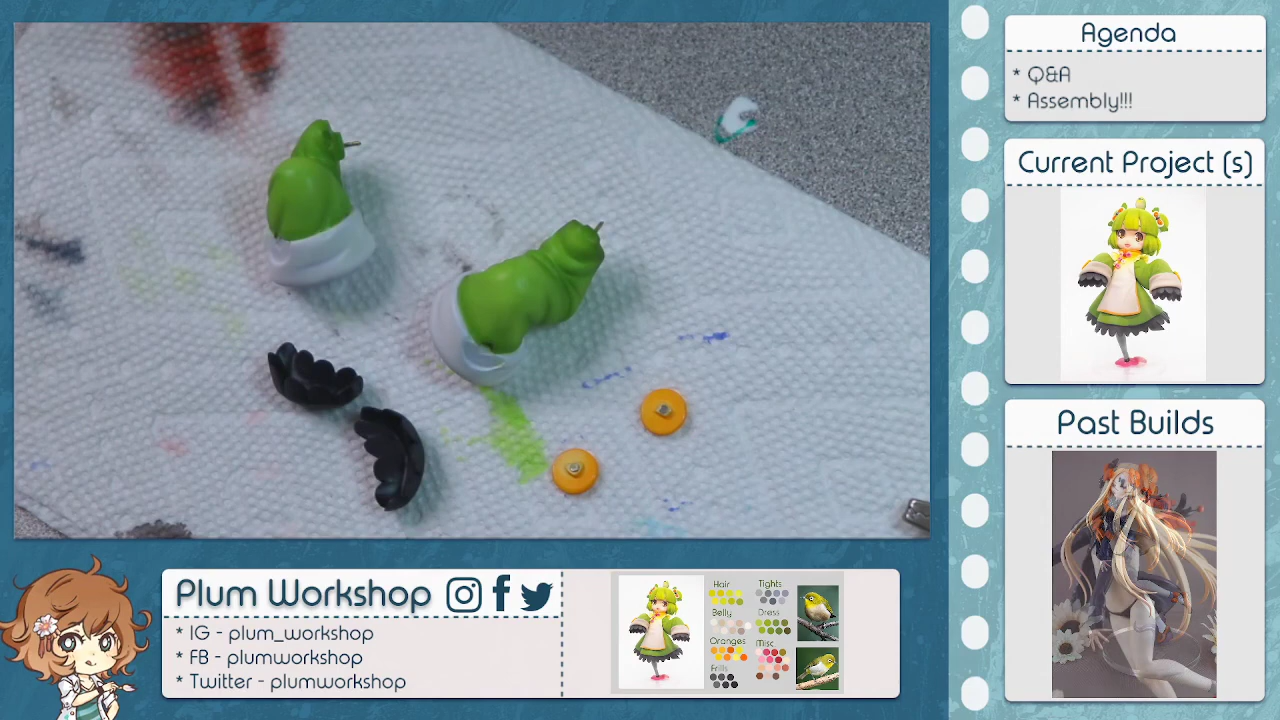 Agenda
* Q&A
* Assembly!!!
Current Project (s)
Past Builds
Plum Workshop
* IG - plum_workshop
* FB - plumworkshop
* Twitter - plumworkshop
Hair
Tights
Belly
Dress
Oranges
Misc
Frills